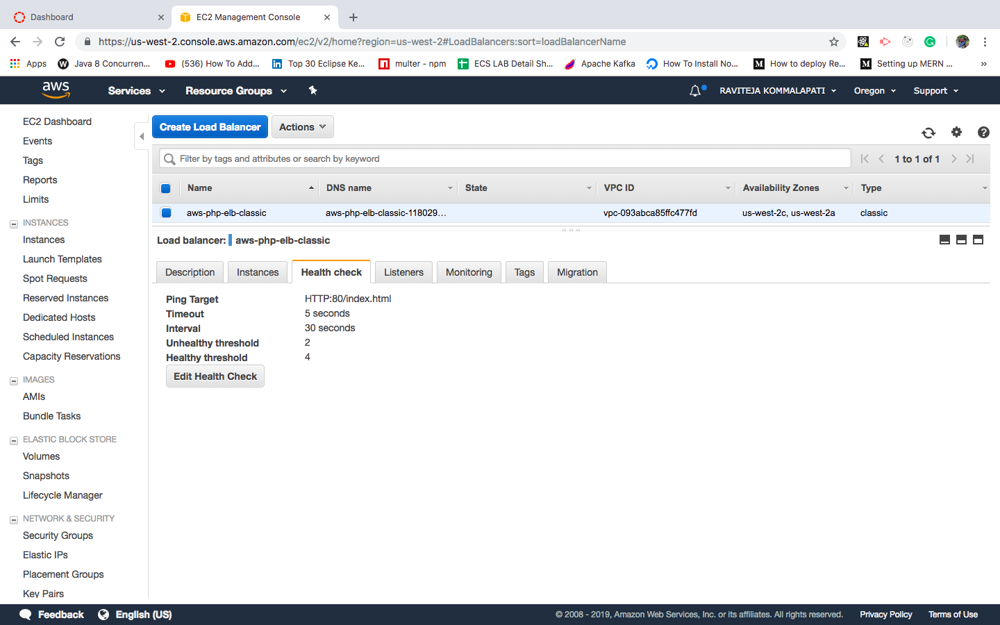 Dashboard
EC2 Management Console
https://us-west-2.console.aws.amazon.com/ec2/v2/home?region=us-west-2#LoadBalancers:sort=loadBalancerName
Apps
Java 8 Concurren...
(536) How To Add...
Top 30 Eclipse Ke...
multer - npm
ECS LAB Detail Sh...
Apache Kafka
How To Install No...
How to deploy Re...
Setting up MERN ...
aws
Services
Resource Groups
RAVITEJA KOMMALAPATI
Oregon
Support
EC2 Dashboard
Events
Tags
Reports
Limits
INSTANCES
Instances
Launch Templates
Spot Requests
Reserved Instances
Dedicated Hosts
Scheduled Instances
Capacity Reservations
IMAGES
AMIs
Bundle Tasks
ELASTIC BLOCK STORE
Volumes
Snapshots
Lifecycle Manager
NETWORK & SECURITY
Security Groups
Elastic IPs
Placement Groups
Key Pairs
Create Load Balancer
Actions
Filter by tags and attributes or search by keyword
1 to 1 of 1
Name DNS name State VPC ID Availability Zones Type
aws-php-elb-classic aws-php-elb-classic-118029... vpc-093abca85ffc477fd us-west-2c, us-west-2a classic
Load balancer: aws-php-elb-classic
Description Instances Health check Listeners Monitoring Tags Migration
Ping Target HTTP:80/index.html
Timeout 5 seconds
Interval 30 seconds
Unhealthy threshold 2
Healthy threshold 4
Edit Health Check
Feedback
English (US)
© 2008 - 2019, Amazon Web Services, Inc. or its affiliates. All rights reserved.
Privacy Policy
Terms of Use